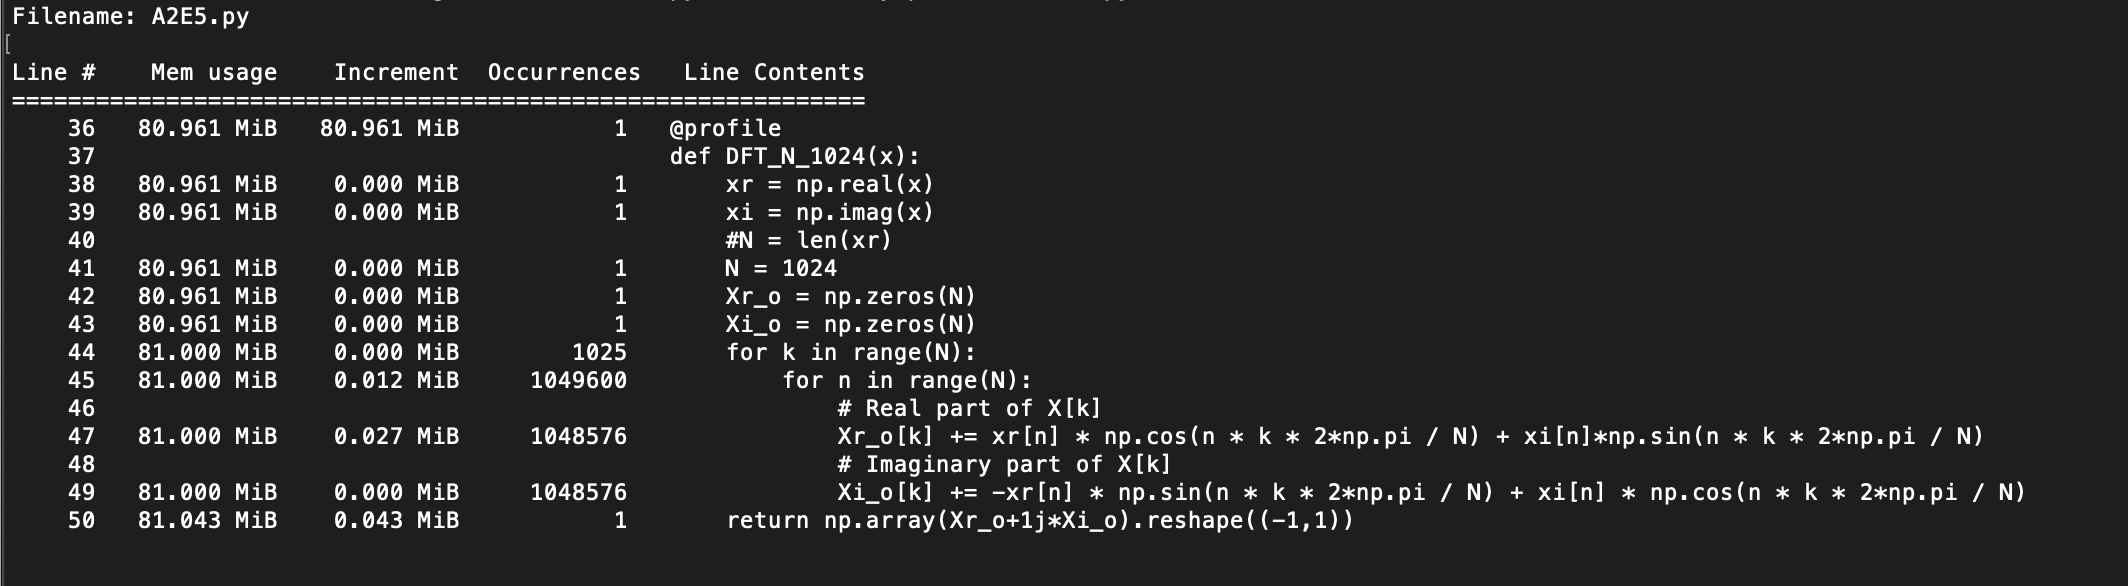 Filename: A2E5.py
[
Line #    Mem usage    Increment  Occurrences   Line Contents
=============================================================
    36   80.961 MiB   80.961 MiB           1   @profile
    37                                         def DFT_N_1024(x):
    38   80.961 MiB    0.000 MiB           1       xr = np.real(x)
    39   80.961 MiB    0.000 MiB           1       xi = np.imag(x)
    40                                             #N = len(xr)
    41   80.961 MiB    0.000 MiB           1       N = 1024
    42   80.961 MiB    0.000 MiB           1       Xr_o = np.zeros(N)
    43   80.961 MiB    0.000 MiB           1       Xi_o = np.zeros(N)
    44   81.000 MiB    0.000 MiB        1025       for k in range(N):
    45   81.000 MiB    0.012 MiB     1049600           for n in range(N):
    46                                                     # Real part of X[k]
    47   81.000 MiB    0.027 MiB     1048576               Xr_o[k] += xr[n] * np.cos(n * k * 2*np.pi / N) + xi[n]*np.sin(n * k * 2*np.pi / N)
    48                                                     # Imaginary part of X[k]
    49   81.000 MiB    0.000 MiB     1048576               Xi_o[k] += -xr[n] * np.sin(n * k * 2*np.pi / N) + xi[n] * np.cos(n * k * 2*np.pi / N)
    50   81.043 MiB    0.043 MiB           1       return np.array(Xr_o+1j*Xi_o).reshape((-1,1))